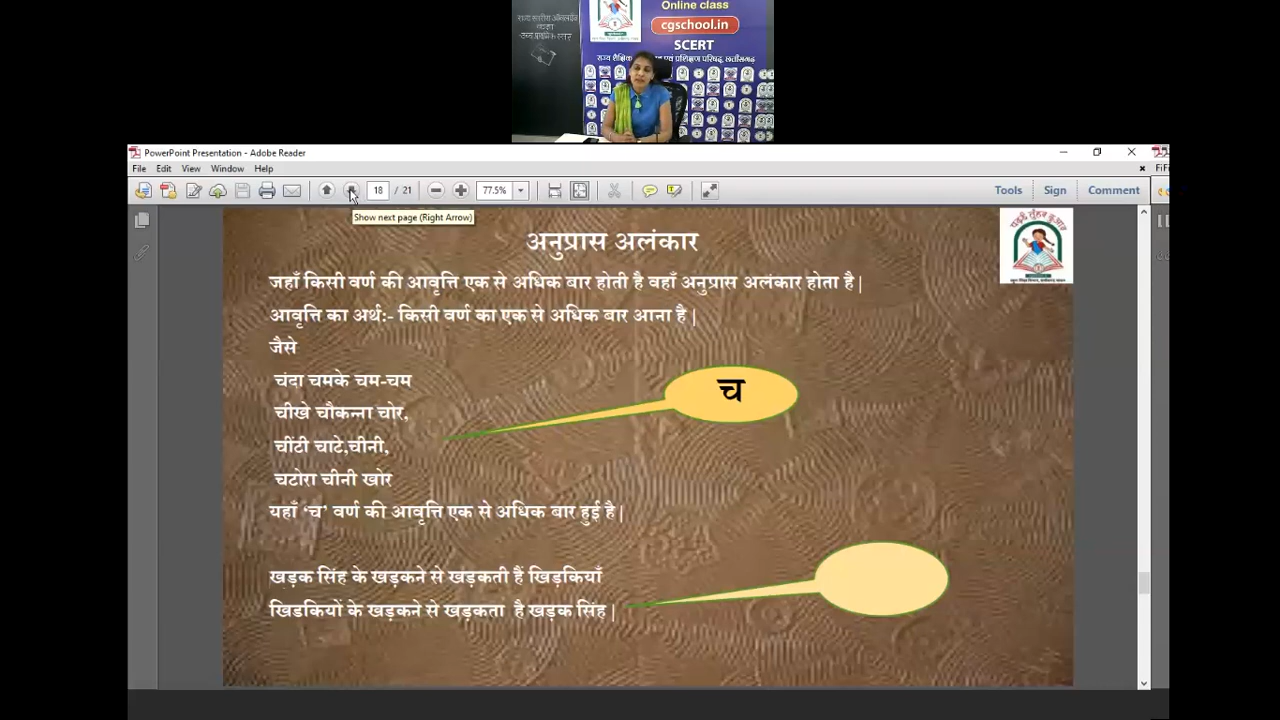 Online class
cgschool.in
SCERT
PowerPoint Presentation - Adobe Reader
File Edit View Window Help
18 / 21 77.5% Tools Sign Comment
Show next page (Right Arrow)
अनुप्रास अलंकार
जहाँ किसी वर्ण की आवृत्ति एक से अधिक बार होती है वहाँ अनुप्रास अलंकार होता है|
आवृत्ति का अर्थ:- किसी वर्ण का एक से अधिक बार आना है|
जैसे
चंदा चमके चम-चम
च
चीखे चौकन्ना चोर,
चींटी चाटे,चीनी,
चटोरा चीनी खोर
यहाँ ‘च’ वर्ण की आवृत्ति एक से अधिक बार हुई है|
खड़क सिंह के खड़कने से खड़कती हैं खिड़कियाँ
खिडकियों के खड़कने से खड़कता है खड़क सिंह|